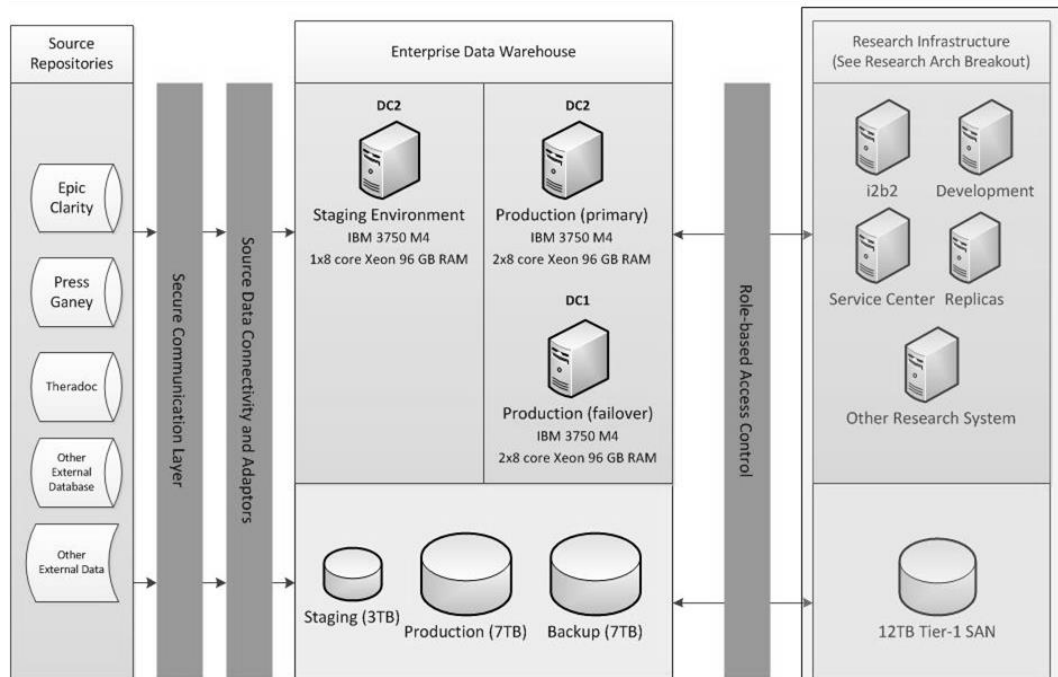 Source
Repositories
Epic
Clarity
Press
Ganey
Theradoc
Other
External
Database
Other
External Data
Secure Communication Layer
Source Data Connectivity and Adaptors
Enterprise Data Warehouse
DC2
Staging Environment
IBM 3750 M4
1x8 core Xeon 96 GB RAM
DC2
Production (primary)
IBM 3750 M4
2x8 core Xeon 96 GB RAM
DC1
Production (failover)
IBM 3750 M4
2x8 core Xeon 96 GB RAM
Staging (3TB)
Production (7TB)
Backup (7TB)
Role-based Access Control
Research Infrastructure
(See Research Arch Breakout)
i2b2
Development
Service Center
Replicas
Other Research System
12TB Tier-1 SAN